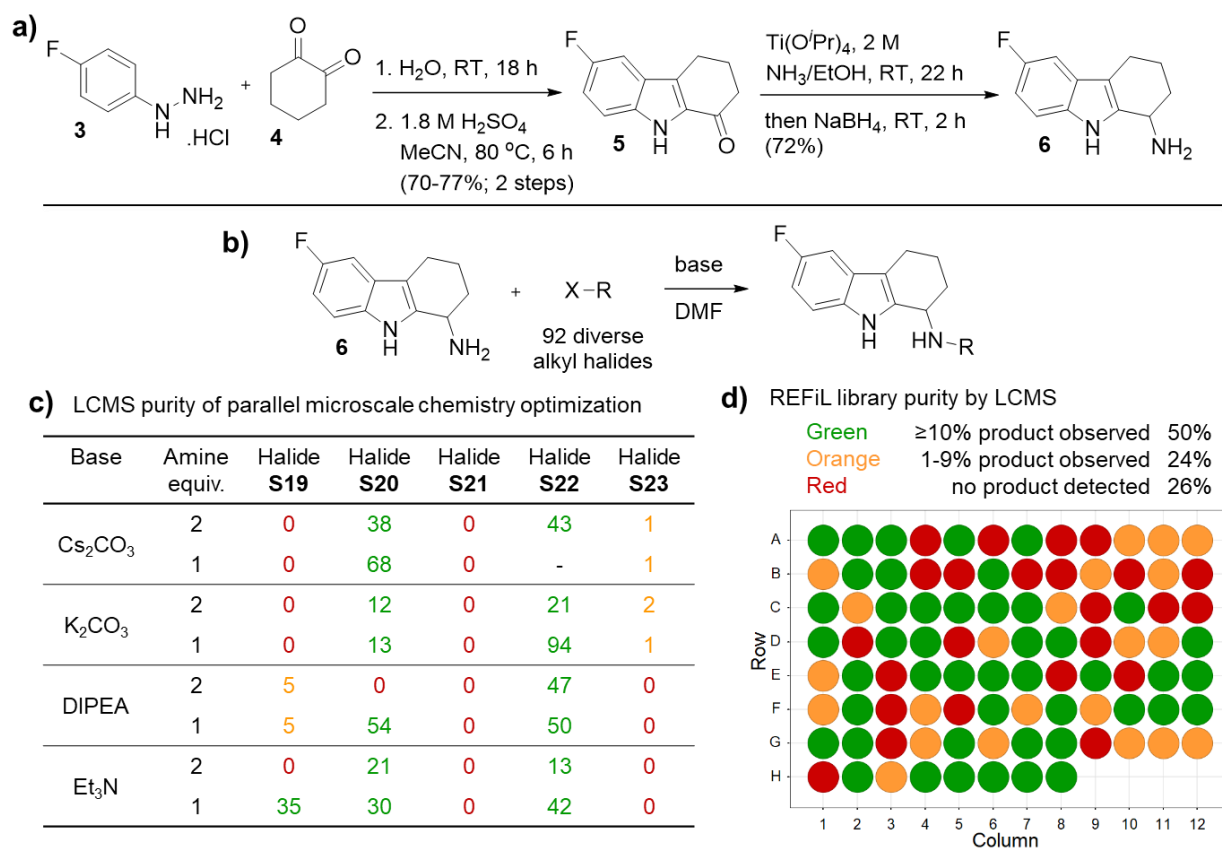 a)
F
N
H
NH2
.HCl
3
+
O
O
4
1. H2O, RT, 18 h
2. 1.8 M H2SO4
MeCN, 80 oC, 6 h
(70-77%; 2 steps)
F
N
H
O
5
Ti(OiPr)4, 2 M
NH3/EtOH, RT, 22 h
then NaBH4, RT, 2 h
(72%)
F
N
H
NH2
6
b)
F
N
H
NH2
6
+
X-R
92 diverse
alkyl halides
base
DMF
F
N
H
HN
R
c) LCMS purity of parallel microscale chemistry optimization
Base Amine equiv. Halide S19 Halide S20 Halide S21 Halide S22 Halide S23
Cs2CO3
2 0 38 0 43 1
1 0 68 0 - 1
K2CO3
2 0 12 0 21 2
1 0 13 0 94 1
DIPEA
2 5 0 0 47 0
1 5 54 0 50 0
Et3N
2 0 21 0 13 0
1 35 30 0 42 0
d) REFiL library purity by LCMS
Green ≥10% product observed 50%
Orange 1-9% product observed 24%
Red no product detected 26%
Row
A
B
C
D
E
F
G
H
1 2 3 4 5 6 7 8 9 10 11 12
Column